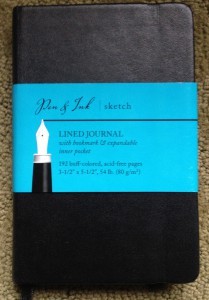 Pen & Ink | sketch
LINED JOURNAL
with bookmark & expandable
inner pocket
192 buff-colored, acid-free pages
3-1/2" x 5-1/2", 54 lb. (80 g/m²)